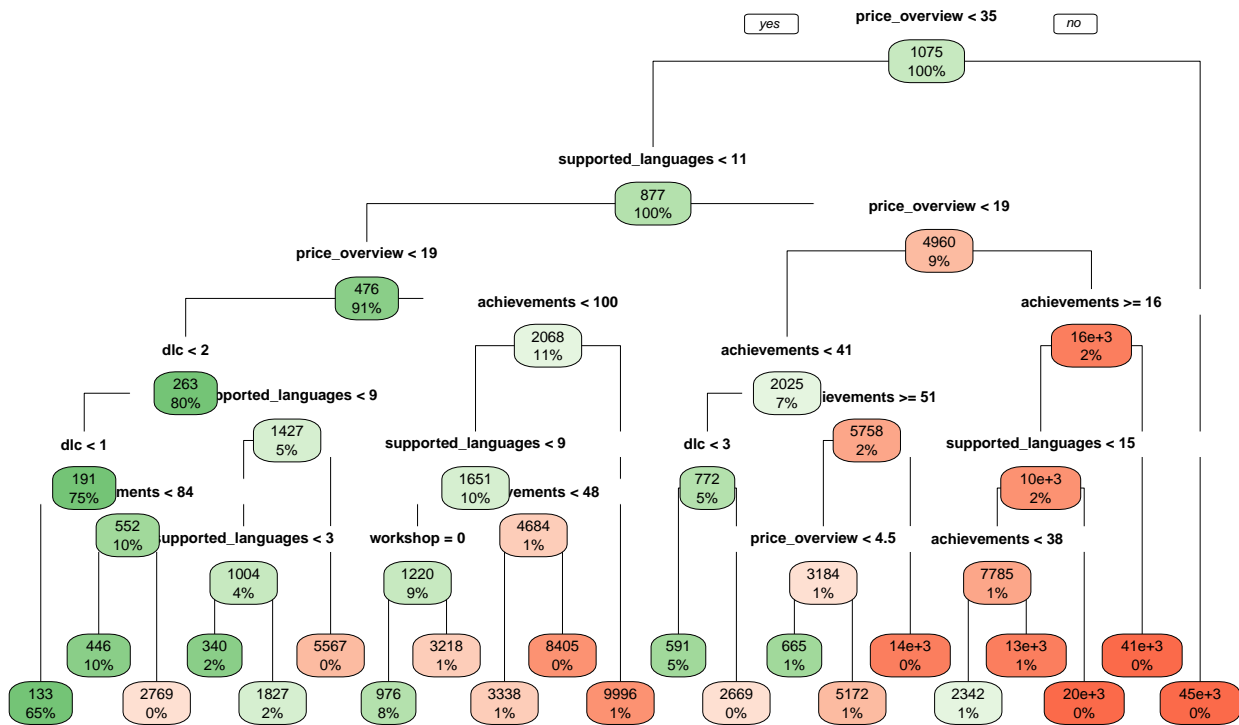 price_overview < 35
yes
no
1075
100%
supported_languages < 11
877
100%
price_overview < 19
4960
9%
price_overview < 19
476
91%
achievements < 100
2068
11%
achievements >= 16
16e+3
2%
dlc < 2
263
80%
achievements < 41
2025
7%
pported_languages < 9
1427
5%
ievements >= 51
5758
2%
dlc < 1
191
75%
supported_languages < 9
1651
10%
dlc < 3
772
5%
supported_languages < 15
10e+3
2%
ments < 84
552
10%
vements < 48
4684
1%
supported_languages < 3
1004
4%
workshop = 0
1220
9%
price_overview < 4.5
3184
1%
achievements < 38
7785
1%
446
10%
340
2%
5567
0%
3218
1%
8405
0%
591
5%
665
1%
14e+3
0%
13e+3
1%
41e+3
0%
133
65%
2769
0%
1827
2%
976
8%
3338
1%
9996
1%
2669
0%
5172
1%
2342
1%
20e+3
0%
45e+3
0%